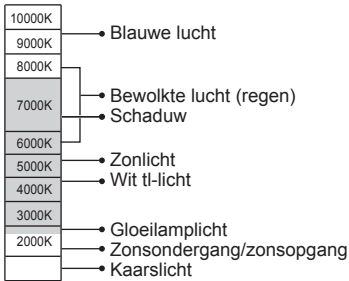 10000K
9000K
8000K
7000K
6000K
5000K
4000K
3000K
2000K
Blauwe lucht
Bewolkte lucht (regen)
Schaduw
Zonlicht
Wit tl-licht
Gloeilamplicht
Zonsondergang/zonsopgang
Kaarslicht